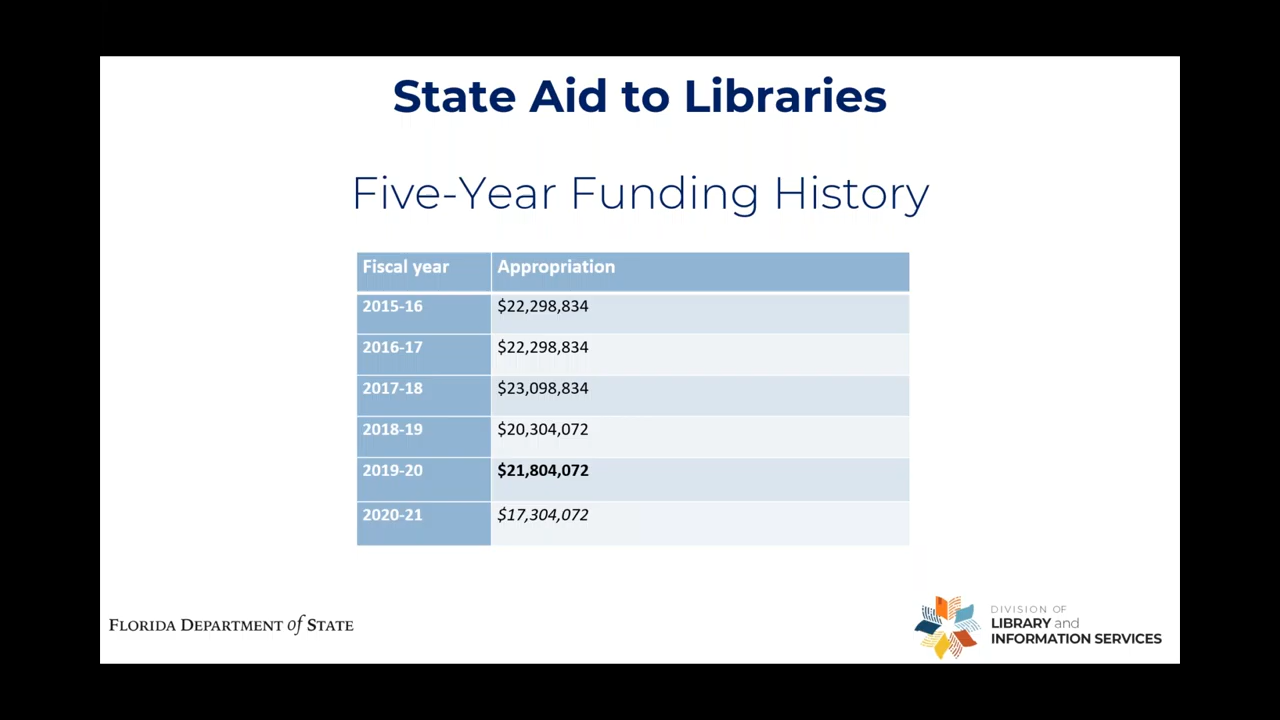 State Aid to Libraries
Five-Year Funding History
Fiscal year Appropriation
2015-16 $22,298,834
2016-17 $22,298,834
2017-18 $23,098,834
2018-19 $20,304,072
2019-20 $21,804,072
2020-21 $17,304,072
FLORIDA DEPARTMENT of STATE
DIVISION OF
LIBRARY and
INFORMATION SERVICES